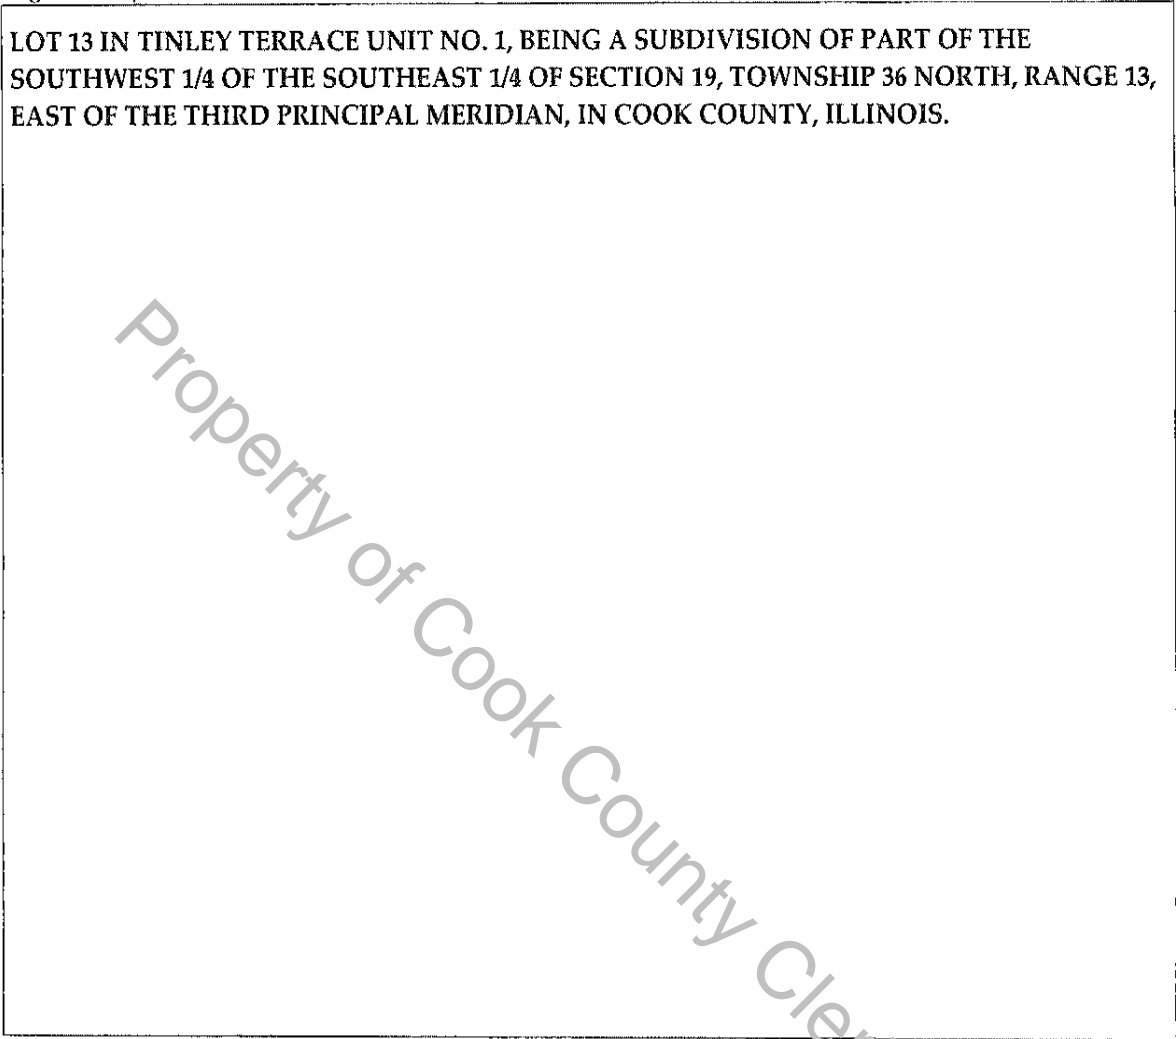 LOT 13 IN TINLEY TERRACE UNIT NO. 1, BEING A SUBDIVISION OF PART OF THE
SOUTHWEST 1/4 OF THE SOUTHEAST 1/4 OF SECTION 19, TOWNSHIP 36 NORTH, RANGE 13,
EAST OF THE THIRD PRINCIPAL MERIDIAN, IN COOK COUNTY, ILLINOIS.
Property of Cook County Cler